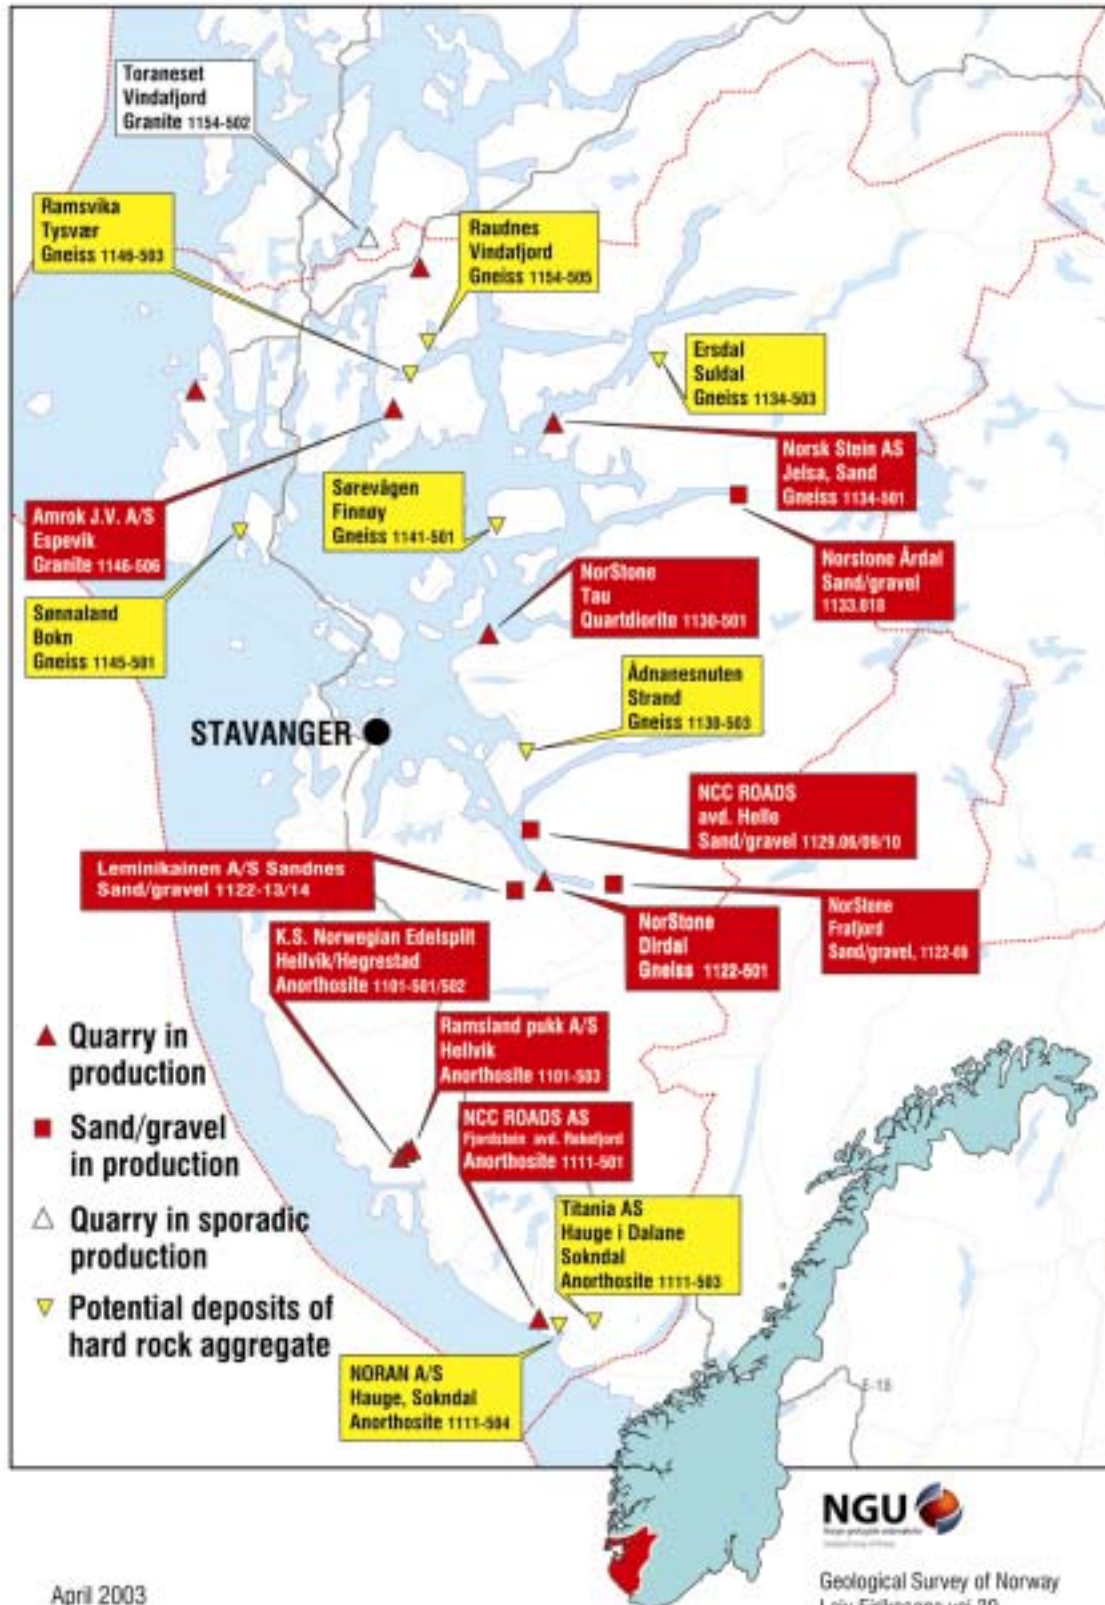 Toraneset
Vindafjord
Granite 1154-502
Ramsvika
Tysvær
Gneiss 1146-503
Raudnes
Vindafjord
Gneiss 1154-505
Ersdal
Suldal
Gneiss 1134-503
Norsk Stein AS
Jelsa, Sand
Gneiss 1134-501
Amrok J.V. A/S
Espevik
Granite 1146-506
Sørevågen
Finnøy
Gneiss 1141-501
Norstone Årdal
Sand/gravel
1133.018
NorStone
Tau
Quartdiorite 1130-501
Sønnaland
Bokn
Gneiss 1145-501
Ådnanesnuten
Strand
Gneiss 1130-503
STAVANGER
NCC ROADS
avd. Helle
Sand/gravel 1129.06/09/10
Leminikainen A/S Sandnes
Sand/gravel 1122-13/14
NorStone
Frafjord
Sand/gravel, 1122-08
NorStone
Dirdal
Gneiss 1122-501
K.S. Norwegian Edelsplit
Hellvik/Hegrestad
Anorthosite 1101-501/502
Ramsland pukk A/S
Hellvik
Anorthosite 1101-503
NCC ROADS AS
Fjordstein avd. Rekefjord
Anorthosite 1111-501
Titania AS
Hauge i Dalane
Sokndal
Anorthosite 1111-503
NORAN A/S
Hauge, Sokndal
Anorthosite 1111-504
Quarry in
production
Sand/gravel
in production
Quarry in sporadic
production
Potential deposits of
hard rock aggregate
E-18
NGU
April 2003
Geological Survey of Norway